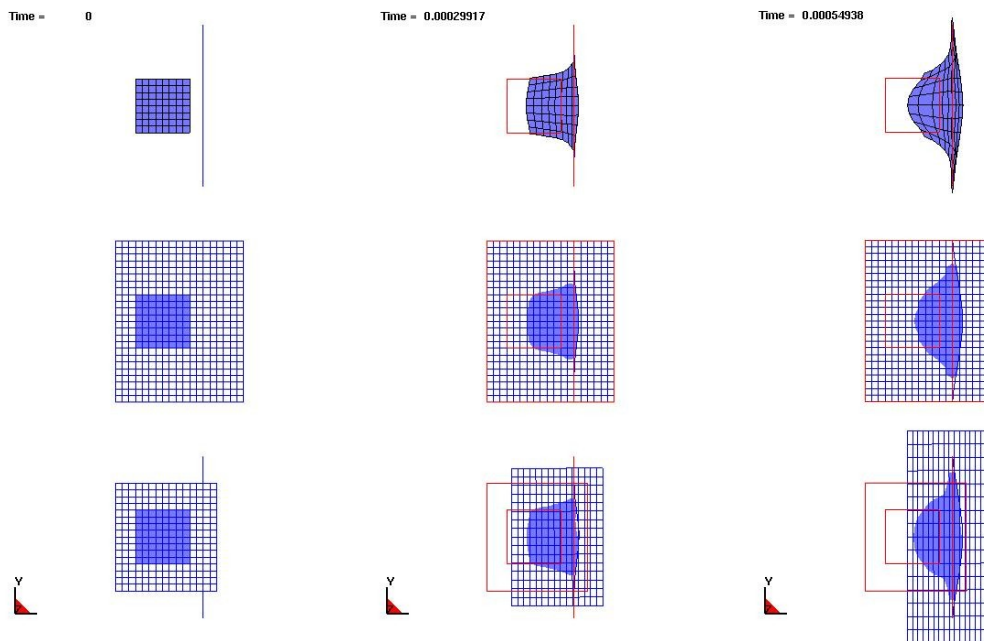 Time = 0
Time = 0.00029917
Time = 0.00054938
Y
Y
Y